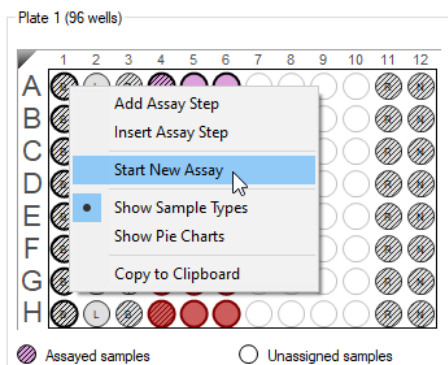 Plate 1 (96 wells)
1 2 3 4 5 6 7 8 9 10 11 12
A L R N
B R N
C R N
D R N
E R N
F R N
G R N
H B L B R N
Add Assay Step
Insert Assay Step
Start New Assay
Show Sample Types
Show Pie Charts
Copy to Clipboard
Assayed samples Unassigned samples